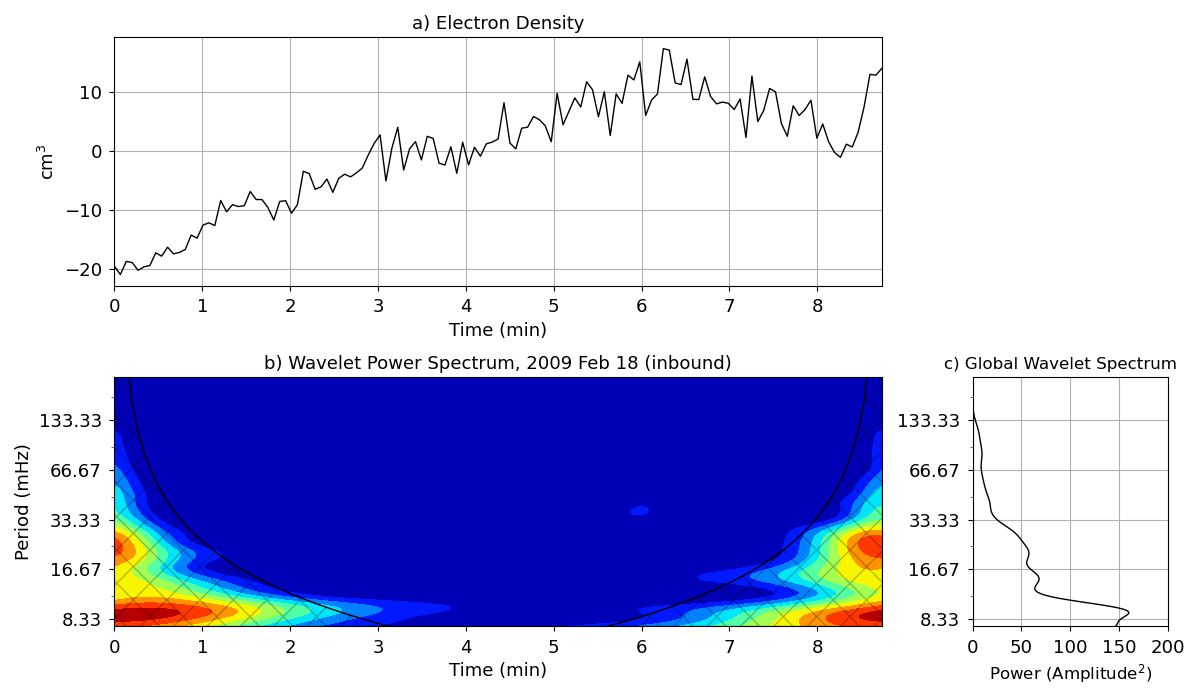 a) Electron Density
10
0
−10
−20
cm³
0 1 2 3 4 5 6 7 8
Time (min)
b) Wavelet Power Spectrum, 2009 Feb 18 (inbound)
133.33
66.67
33.33
16.67
8.33
Period (mHz)
0 1 2 3 4 5 6 7 8
Time (min)
c) Global Wavelet Spectrum
133.33
66.67
33.33
16.67
8.33
0 50 100 150 200
Power (Amplitude²)